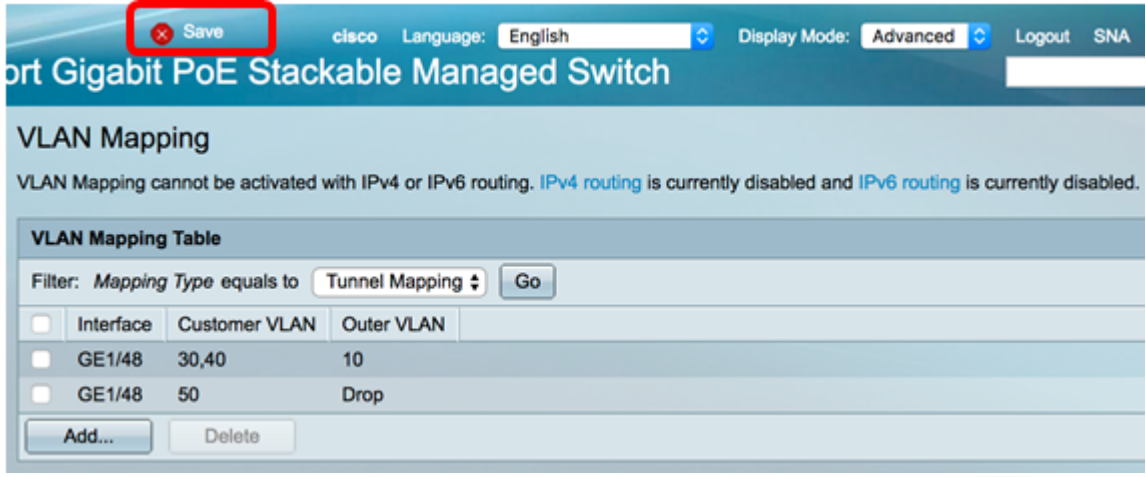 Save cisco Language: English Display Mode: Advanced Logout SNA
ort Gigabit PoE Stackable Managed Switch
VLAN Mapping
VLAN Mapping cannot be activated with IPv4 or IPv6 routing. IPv4 routing is currently disabled and IPv6 routing is currently disabled.
VLAN Mapping Table
Filter: Mapping Type equals to Tunnel Mapping Go
Interface Customer VLAN Outer VLAN
GE1/48 30,40 10
GE1/48 50 Drop
Add... Delete